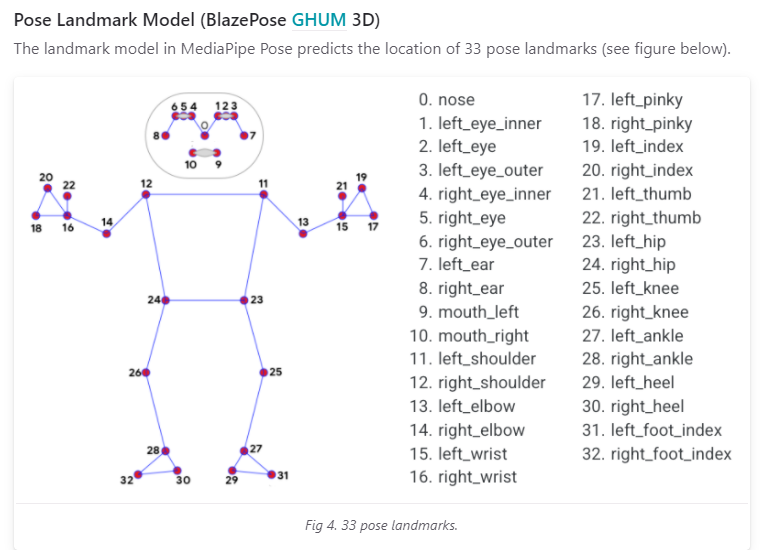 Pose Landmark Model (BlazePose GHUM 3D)
The landmark model in MediaPipe Pose predicts the location of 33 pose landmarks (see figure below).
6 5 4 1 2 3
0
8 7
10 9
20 22 12 11 21 19
18 16 14 13 15 17
24 23
26 25
28 27
32 30 29 31
0. nose
1. left_eye_inner
2. left_eye
3. left_eye_outer
4. right_eye_inner
5. right_eye
6. right_eye_outer
7. left_ear
8. right_ear
9. mouth_left
10. mouth_right
11. left_shoulder
12. right_shoulder
13. left_elbow
14. right_elbow
15. left_wrist
16. right_wrist
17. left_pinky
18. right_pinky
19. left_index
20. right_index
21. left_thumb
22. right_thumb
23. left_hip
24. right_hip
25. left_knee
26. right_knee
27. left_ankle
28. right_ankle
29. left_heel
30. right_heel
31. left_foot_index
32. right_foot_index
Fig 4. 33 pose landmarks.